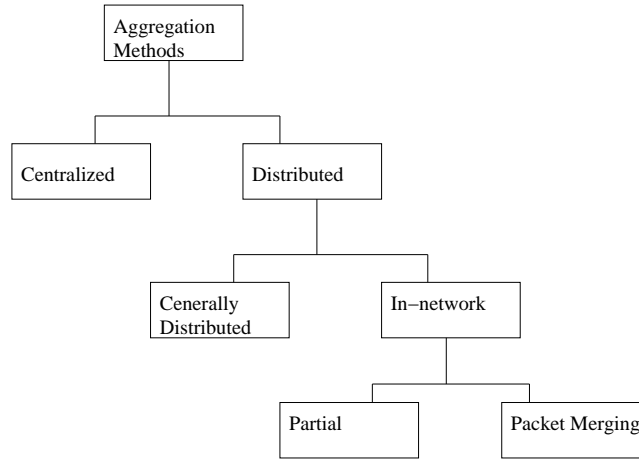 Aggregation
Methods
Centralized
Distributed
Cenerally
Distributed
In−network
Partial
Packet Merging